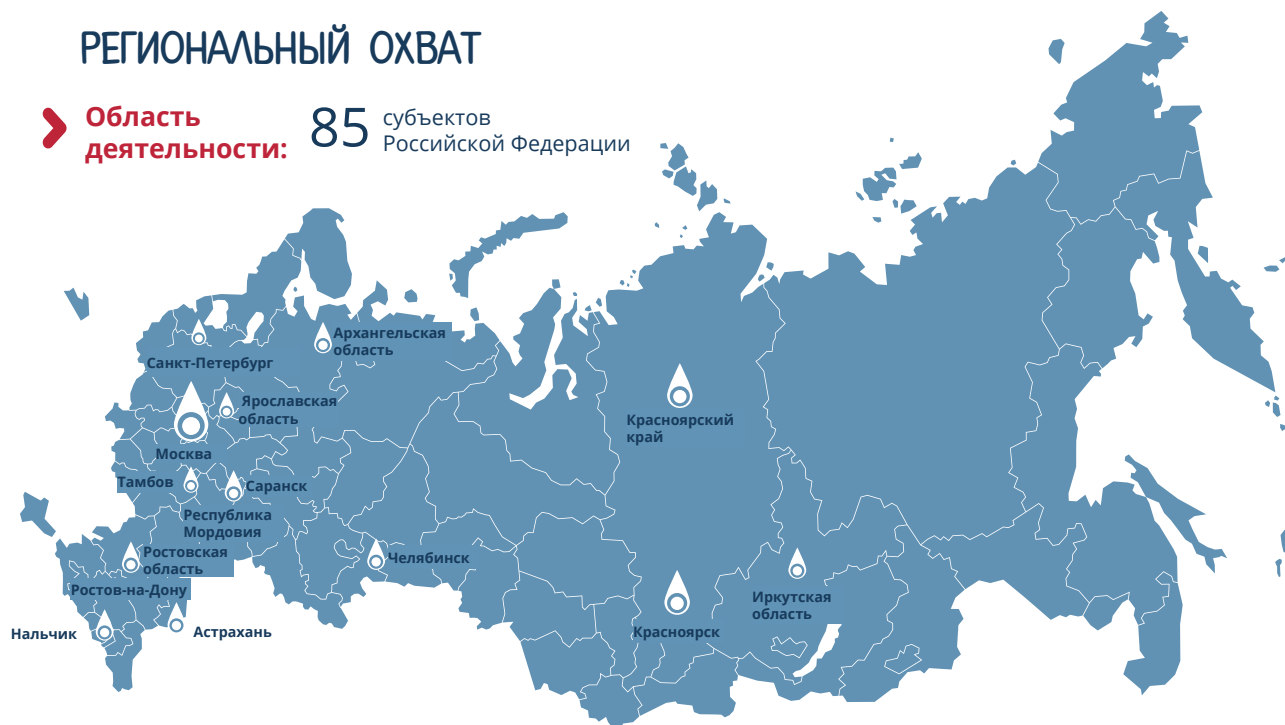 РЕГИОНАЛЬНЫЙ ОХВАТ
Область
деятельности:
85
субъектов
Российской Федерации
Архангельская
область
Санкт-Петербург
Ярославская
область
Москва
Тамбов
Саранск
Республика
Мордовия
Ростовская
область
Ростов-на-Дону
Нальчик
Астрахань
Челябинск
Красноярский
край
Красноярск
Иркутская
область